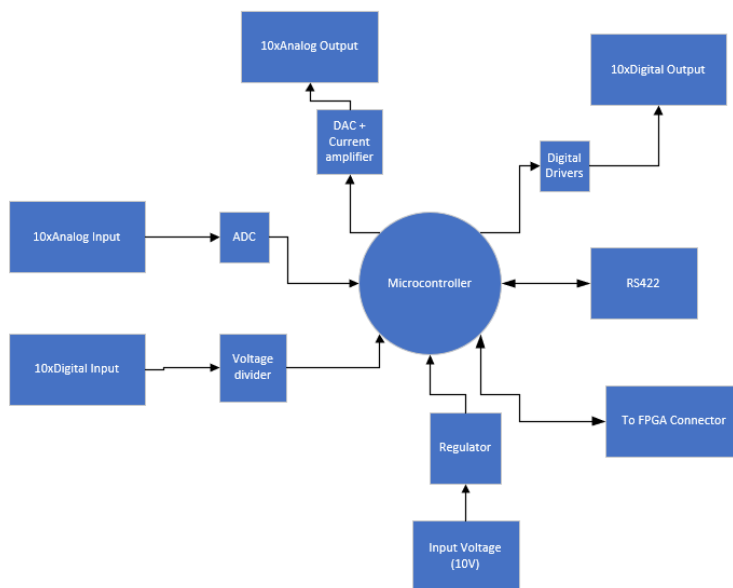 10xAnalog Output
10xDigital Output
DAC +
Current
amplifier
Digital
Drivers
10xAnalog Input
ADC
Microcontroller
RS422
10xDigital Input
Voltage
divider
To FPGA Connector
Regulator
Input Voltage
(10V)